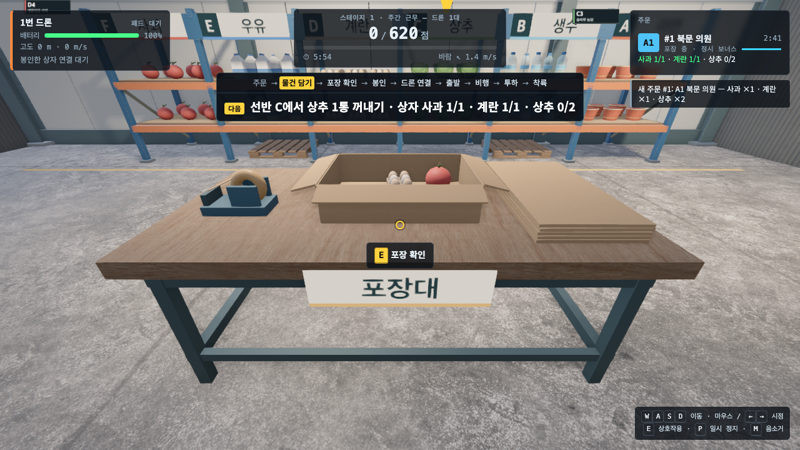 D4
1번 드론
패드 대기
배터리
100%
고도 0 m · 0 m/s
봉인한 상자 연결 대기
E 우유
스테이지 1 · 주간 근무 — 드론 1대
0 / 620점
5:54
바람 ↖ 1.4 m/s
생수
C3
A
주문
A1
#1 북문 의원
2:41
포장 중 · 정시 보너스
사과 1/1 · 계란 1/1 · 상추 0/2
새 주문 #1: A1 북문 의원 — 사과 ×1 · 계란
×1 · 상추 ×2
주문 → 물건 담기 → 포장 확인 → 봉인 → 드론 연결 → 출발 → 비행 → 투하 → 착륙
다음 선반 C에서 상추 1통 꺼내기 · 상자 사과 1/1 · 계란 1/1 · 상추 0/2
E 포장 확인
포장대
W A S D 이동 · 마우스 / ← → 시점
E 상호작용 · P 일시 정지 · M 음소거